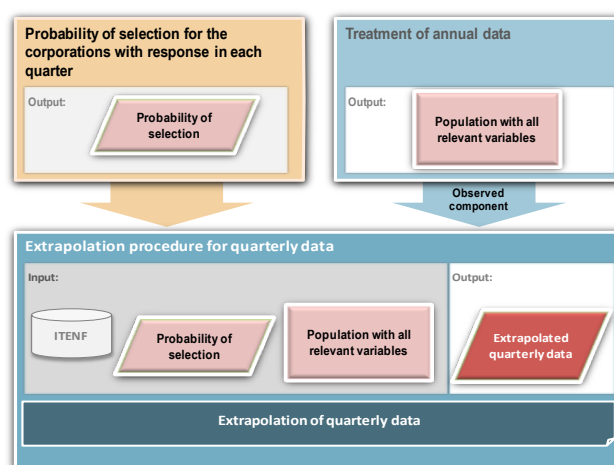 Probability of selection for the
corporations with response in each
quarter
Output:
Probability of
selection
Treatment of annual data
Output:
Population with all
relevant variables
Observed
component
Extrapolation procedure for quarterly data
Input:
ITENF
Probability of
selection
Population with all
relevant variables
Output:
Extrapolated
quarterly data
Extrapolation of quarterly data